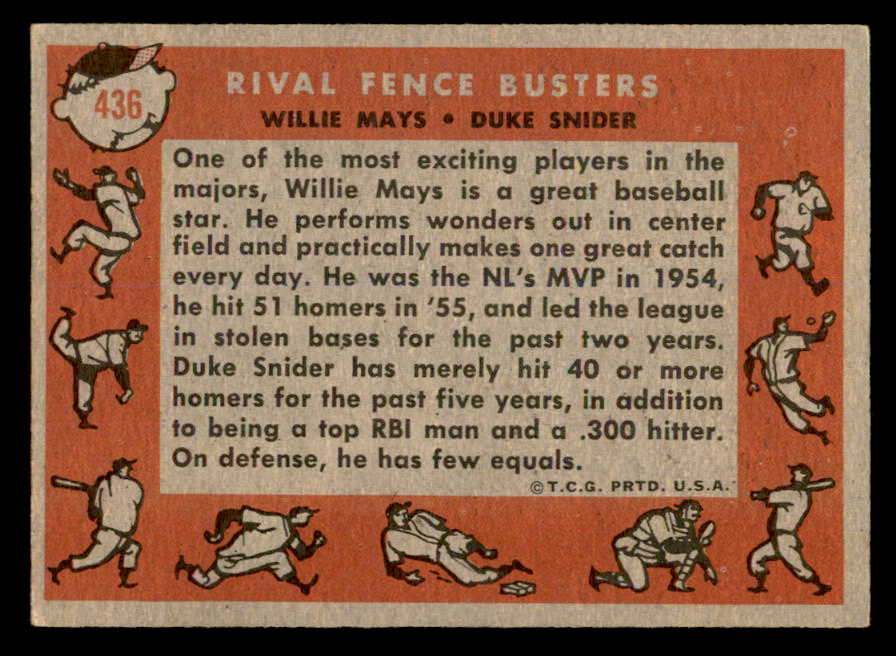 436
RIVAL FENCE BUSTERS
WILLIE MAYS • DUKE SNIDER
One of the most exciting players in the
majors, Willie Mays is a great baseball
star. He performs wonders out in center
field and practically makes one great catch
every day. He was the NL's MVP in 1954,
he hit 51 homers in '55, and led the league
in stolen bases for the past two years.
Duke Snider has merely hit 40 or more
homers for the past five years, in addition
to being a top RBI man and a .300 hitter.
On defense, he has few equals.
© T.C.G. PRTD. U.S.A.